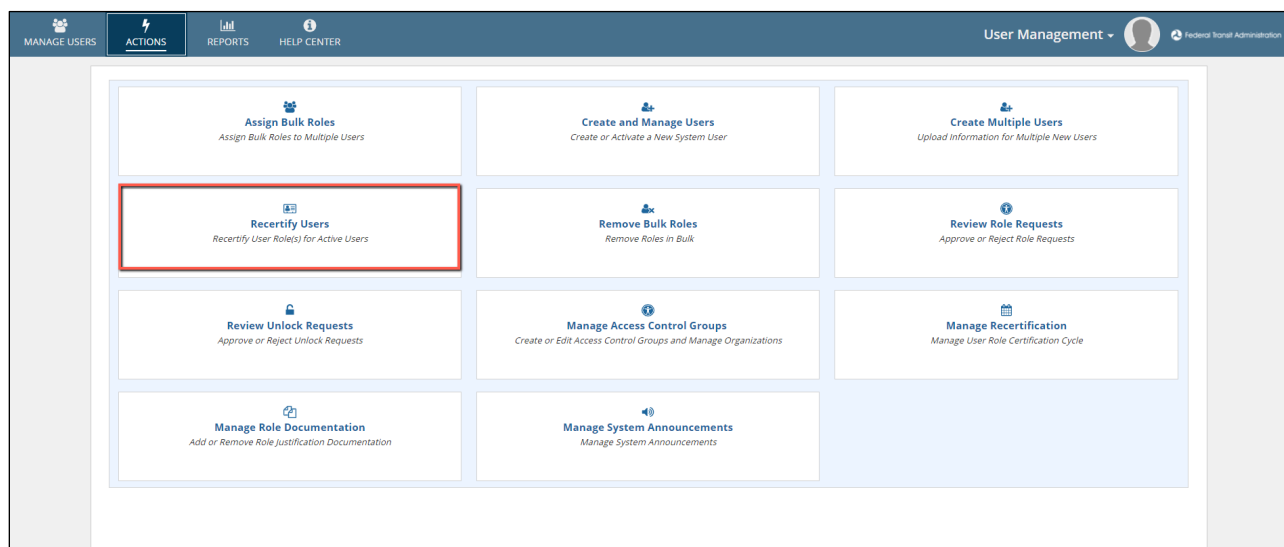 MANAGE USERS
ACTIONS
REPORTS
HELP CENTER
User Management
Federal Transit Administration
Assign Bulk Roles
Assign Bulk Roles to Multiple Users
Create and Manage Users
Create or Activate a New System User
Create Multiple Users
Upload Information for Multiple New Users
Recertify Users
Recertify User Role(s) for Active Users
Remove Bulk Roles
Remove Roles in Bulk
Review Role Requests
Approve or Reject Role Requests
Review Unlock Requests
Approve or Reject Unlock Requests
Manage Access Control Groups
Create or Edit Access Control Groups and Manage Organizations
Manage Recertification
Manage User Role Certification Cycle
Manage Role Documentation
Add or Remove Role Justification Documentation
Manage System Announcements
Manage System Announcements